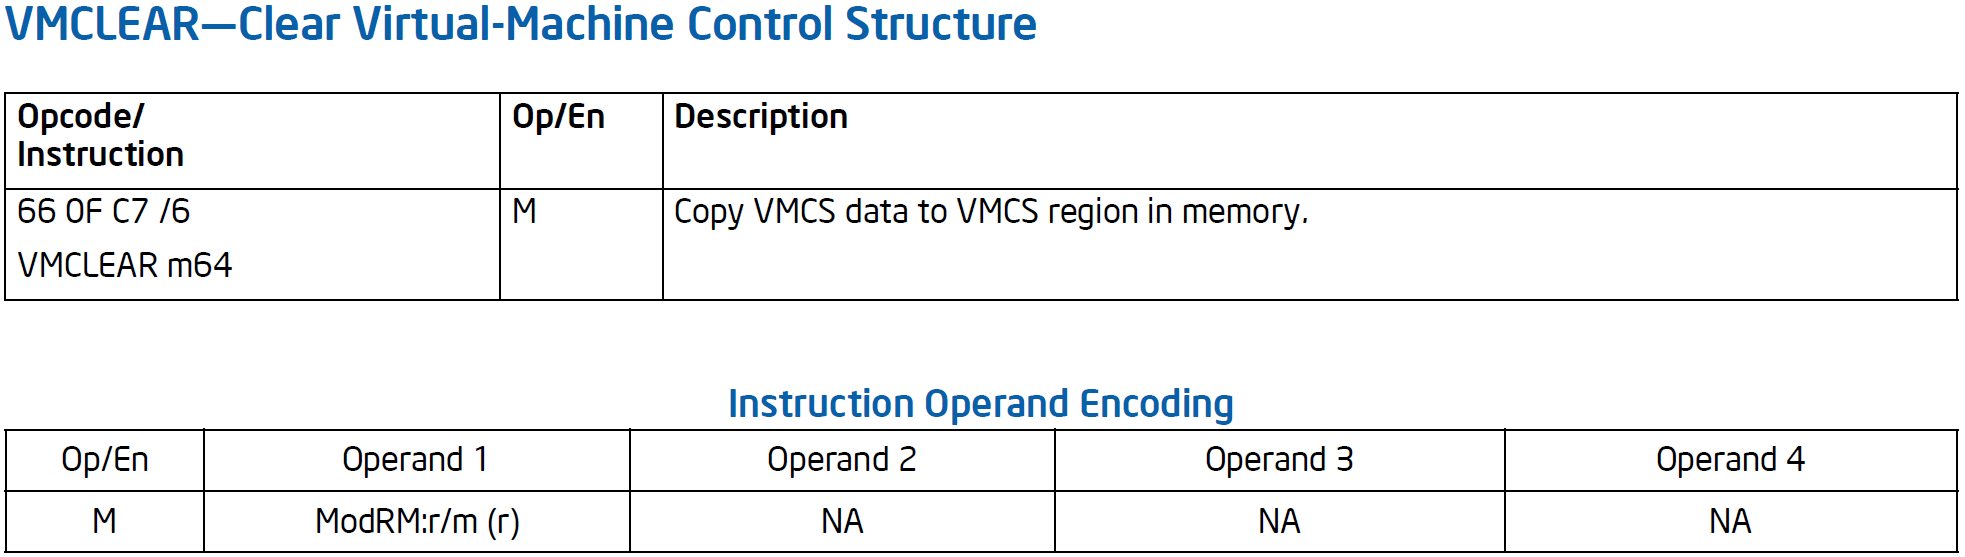 VMCLEAR—Clear Virtual-Machine Control Structure
Opcode/ Op/En Description
Instruction
66 0F C7 /6 M Copy VMCS data to VMCS region in memory.
VMCLEAR m64
Instruction Operand Encoding
Op/En Operand 1 Operand 2 Operand 3 Operand 4
M ModRM:r/m (r) NA NA NA